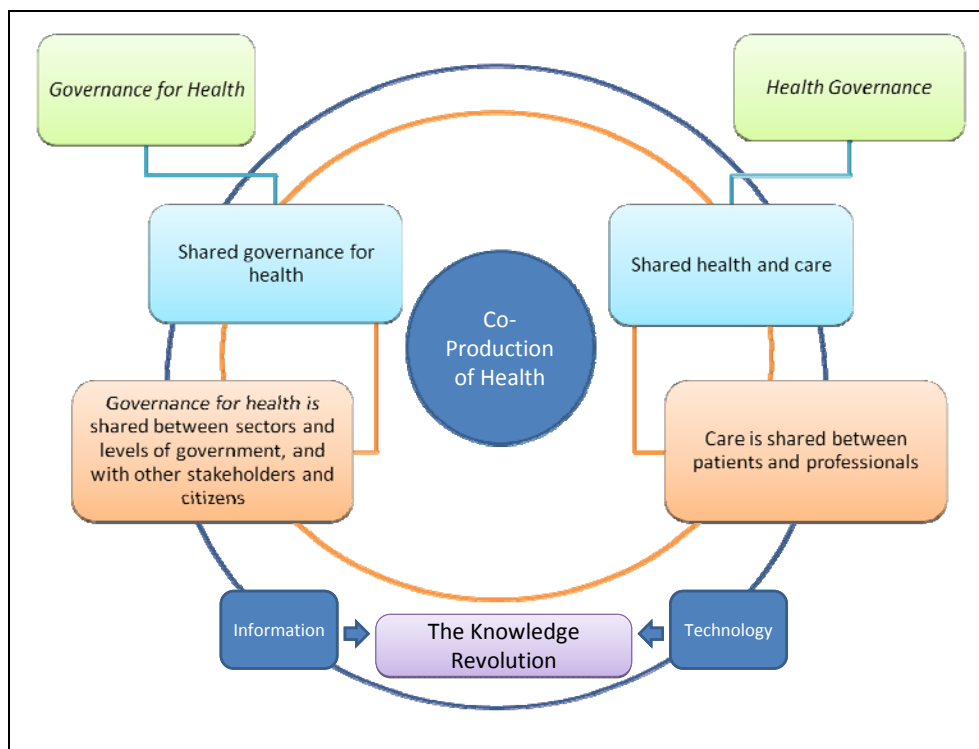 Governance for Health
Health Governance
Shared governance for
health
Shared health and care
Co-
Production
of Health
Governance for health is
shared between sectors and
levels of government, and
with other stakeholders and
citizens
Care is shared between
patients and professionals
Information
The Knowledge
Revolution
Technology